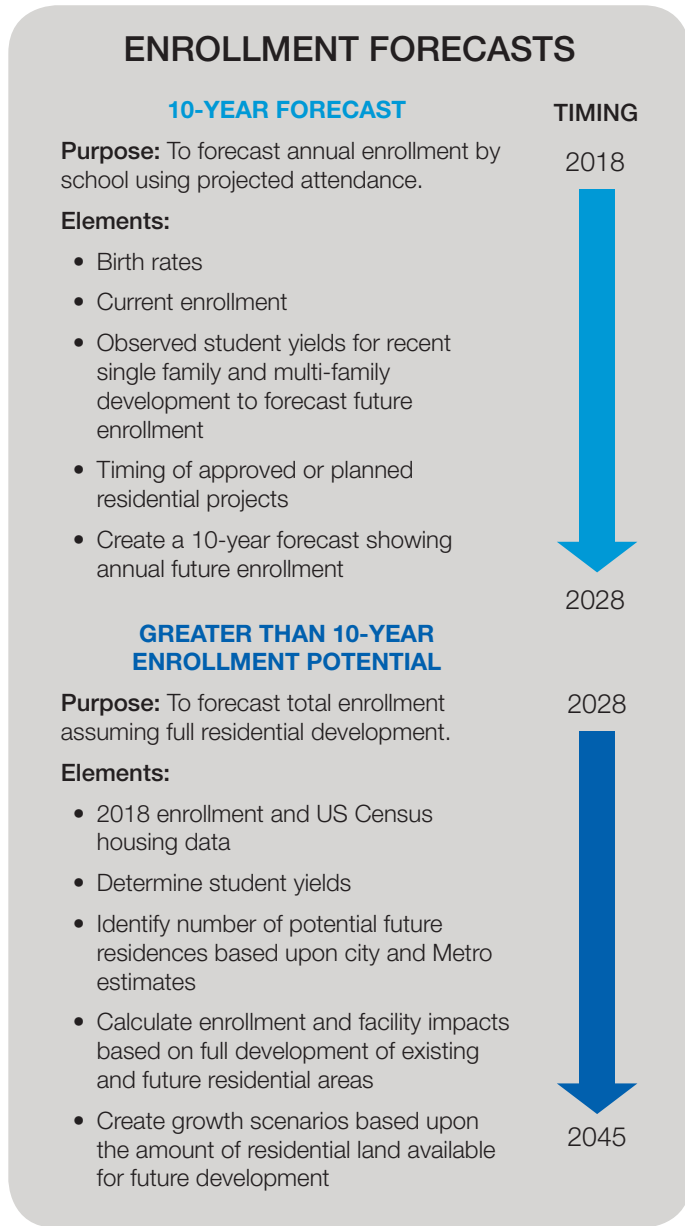 ENROLLMENT FORECASTS
10-YEAR FORECAST
TIMING
Purpose: To forecast annual enrollment by
school using projected attendance.
2018
Elements:
• Birth rates
• Current enrollment
• Observed student yields for recent
single family and multi-family
development to forecast future
enrollment
• Timing of approved or planned
residential projects
• Create a 10-year forecast showing
annual future enrollment
2028
GREATER THAN 10-YEAR
ENROLLMENT POTENTIAL
Purpose: To forecast total enrollment
assuming full residential development.
2028
Elements:
• 2018 enrollment and US Census
housing data
• Determine student yields
• Identify number of potential future
residences based upon city and Metro
estimates
• Calculate enrollment and facility impacts
based on full development of existing
and future residential areas
• Create growth scenarios based upon
the amount of residential land available
for future development
2045